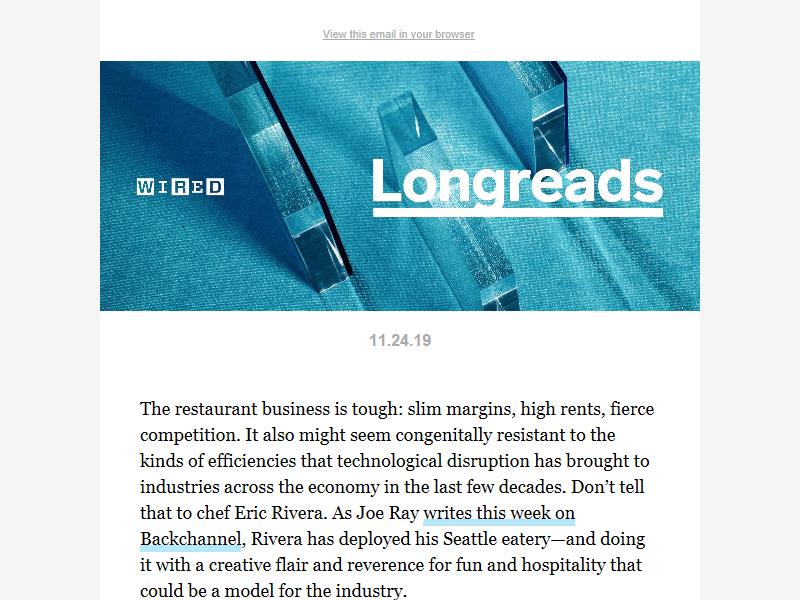 View this email in your browser
WIRED
Longreads
11.24.19
The restaurant business is tough: slim margins, high rents, fierce
competition. It also might seem congenitally resistant to the
kinds of efficiencies that technological disruption has brought to
industries across the economy in the last few decades. Don’t tell
that to chef Eric Rivera. As Joe Ray writes this week on
Backchannel, Rivera has deployed his Seattle eatery—and doing
it with a creative flair and reverence for fun and hospitality that
could be a model for the industry.